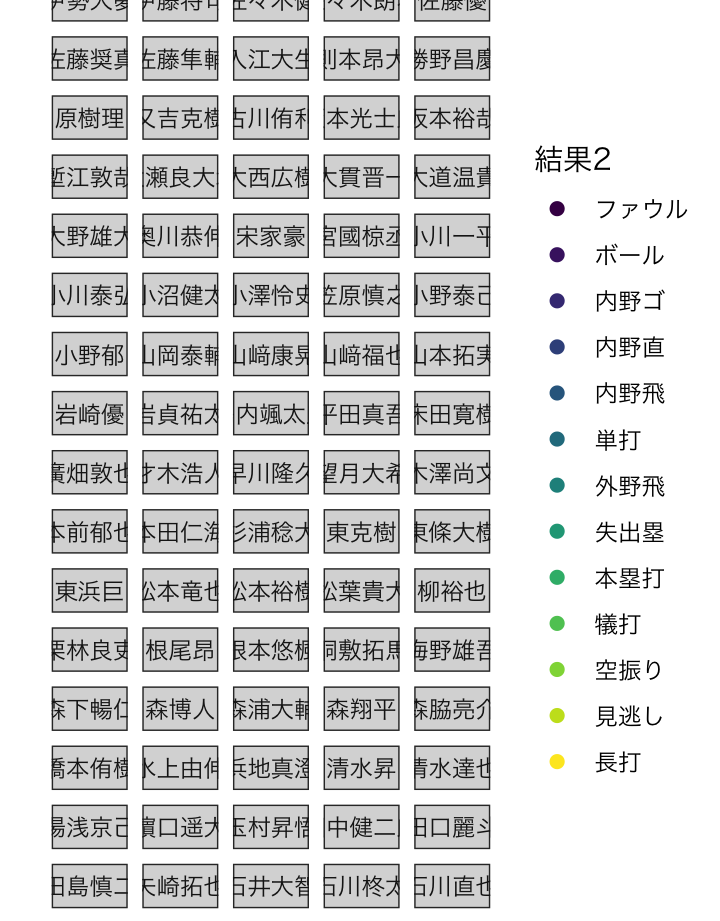 佐藤奨真 佐藤隼輔 入江大生 則本昂大 勝野昌慶
原樹理 又吉克樹 古川侑利 本光士 坂本裕哉
堀江敦哉 瀬良大 大西広樹 大貫晋一 大道温貴
大野雄大 奥川恭伸 宋家豪 宮國椋丞 小川一平
小川泰弘 小沼健太 小澤怜史 笠原慎之 小野泰己
小野郁 山岡泰輔 山﨑康晃 山﨑福也 山本拓実
岩崎優 岩貞祐太 内颯太 平田真吾 床田寛樹
廣畑敦也 才木浩人 早川隆久 望月大希 木澤尚文
本前郁也 本田仁海 杉浦稔大 東克樹 東條大樹
東浜巨 松本竜也 松本裕樹 松葉貴大 柳裕也
栗林良吏 根尾昂 根本悠楓 桐敷拓馬 梅野雄吾
森下暢仁 森博人 森浦大輔 森翔平 森脇亮介
橋本侑樹 水上由伸 浜地真澄 清水昇 清水達也
湯浅京己 濵口遥大 玉村昇悟 中健二 田口麗斗
田島慎二 矢崎拓也 石井大智 石川柊太 石川直也
結果2
ファウル
ボール
内野ゴ
内野直
内野飛
単打
外野飛
失出塁
本塁打
犠打
空振り
見逃し
長打